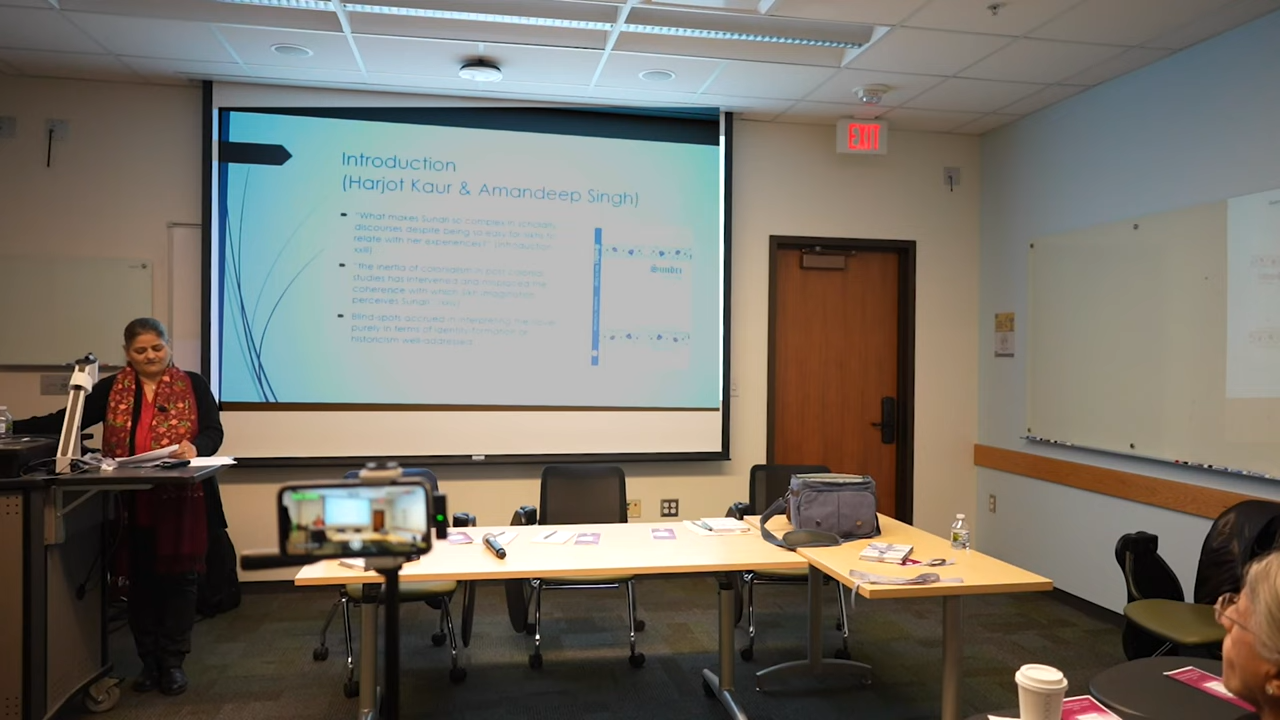 EXIT
Introduction
(Harjot Kaur & Amandeep Singh)
"What makes Sundri so complex in scholarly
discourses despite being so easy for Sikhs to
relate with her experiences?" (Introduction
xxiii)
"The inertia of colonialism in post colonial
studies has intervened and misplaced the
coherence with which Sikh imagination
perceives Sundri"
Blind-spots accrued in interpreting the novel
purely in terms of identity formation or
historicism well-addressed
Sundri